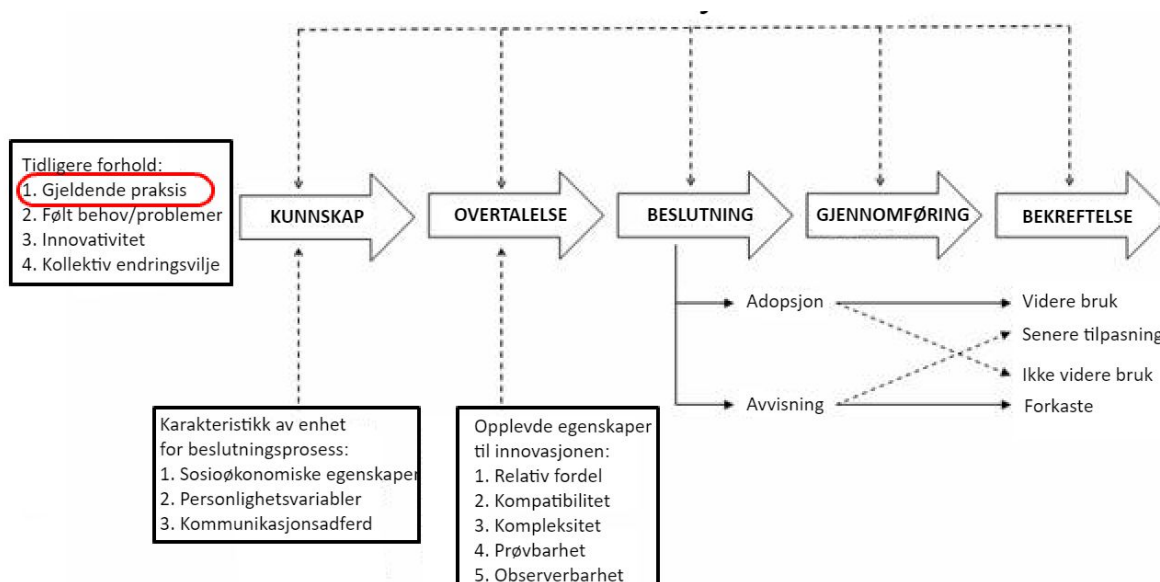 Tidligere forhold:
1. Gjeldende praksis
2. Følt behov/problemer
3. Innovativitet
4. Kollektiv endringsvilje
KUNNSKAP
OVERTALELSE
BESLUTNING
GJENNOMFØRING
BEKREFTELSE
Adopsjon
Avvisning
Videre bruk
Senere tilpasning
Ikke videre bruk
Forkaste
Karakteristikk av enhet
for beslutningsprosess:
1. Sosioøkonomiske egenskaper
2. Personlighetsvariabler
3. Kommunikasjonsadferd
Opplevde egenskaper
til innovasjonen:
1. Relativ fordel
2. Kompatibilitet
3. Kompleksitet
4. Prøvbarhet
5. Observerbarhet